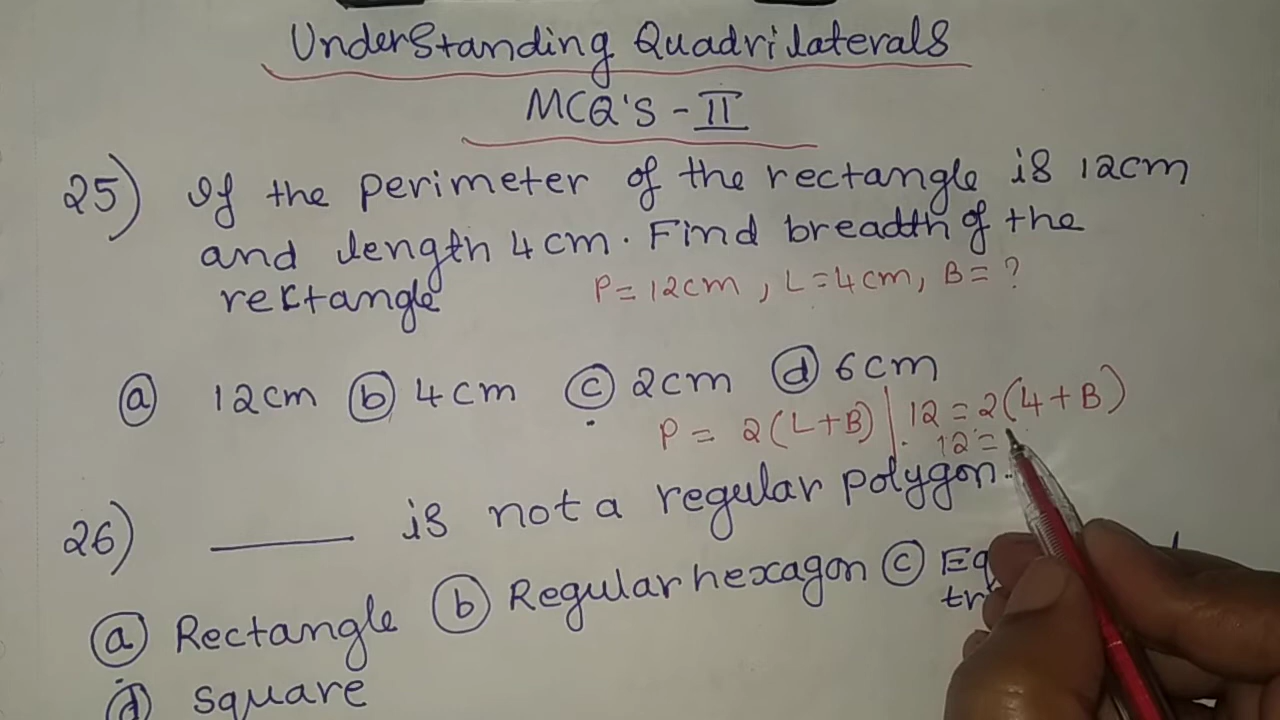 Understanding Quadrilaterals
MCQ'S - II
25) If the perimeter of the rectangle is 12cm
and length 4cm. Find breadth of the
rectangle
P = 12cm, L = 4cm, B = ?
ⓐ 12cm ⓑ 4cm ⓒ 2cm ⓓ 6cm
P = 2(L+B) | 12 = 2(4+B)
12 =
26) ______ is not a regular polygon.
ⓐ Rectangle ⓑ Regular hexagon ⓒ
ⓓ square